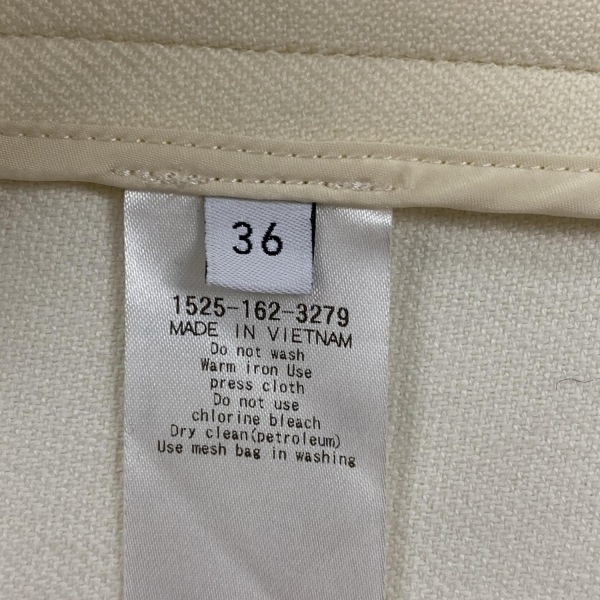 36
1525-162-3279
MADE IN VIETNAM
Do not wash
Warm iron Use
press cloth
Do not use
chlorine bleach
Dry clean(petroleum)
Use mesh bag in washing